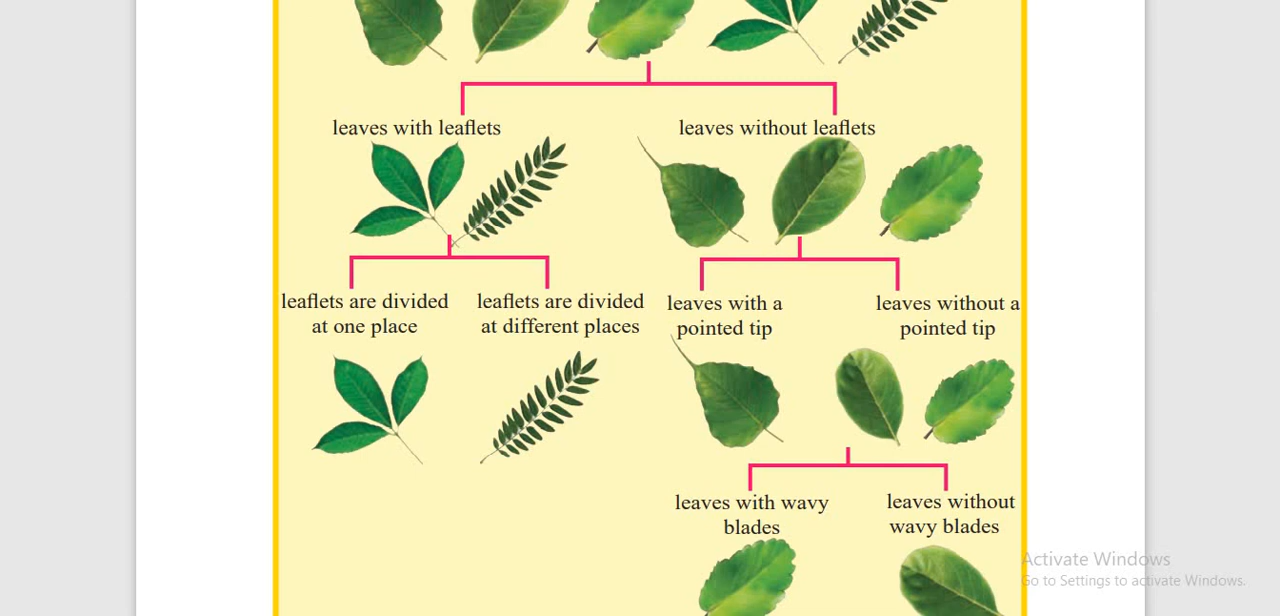 leaves with leaflets
leaves without leaflets
leaflets are divided
at one place
leaflets are divided
at different places
leaves with a
pointed tip
leaves without a
pointed tip
leaves with wavy
blades
leaves without
wavy blades
Activate Windows
Go to Settings to activate Windows.